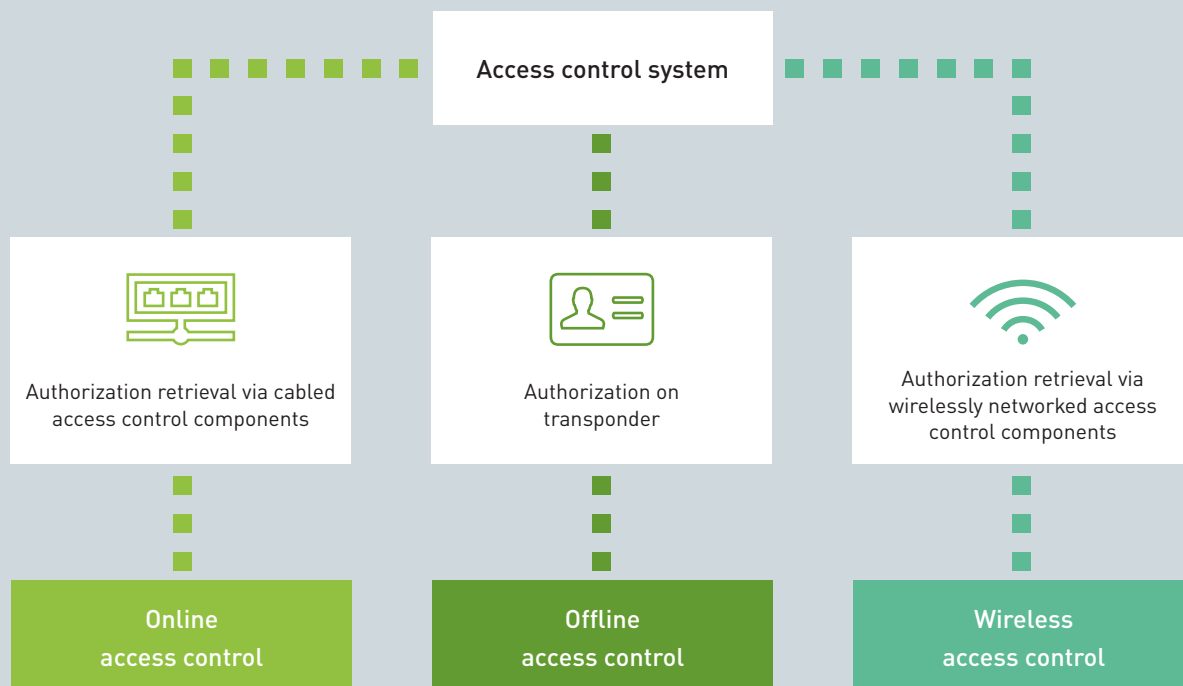 Access control system
Authorization retrieval via cabled
access control components
Authorization on
transponder
Authorization retrieval via
wirelessly networked access
control components
Online
access control
Offline
access control
Wireless
access control